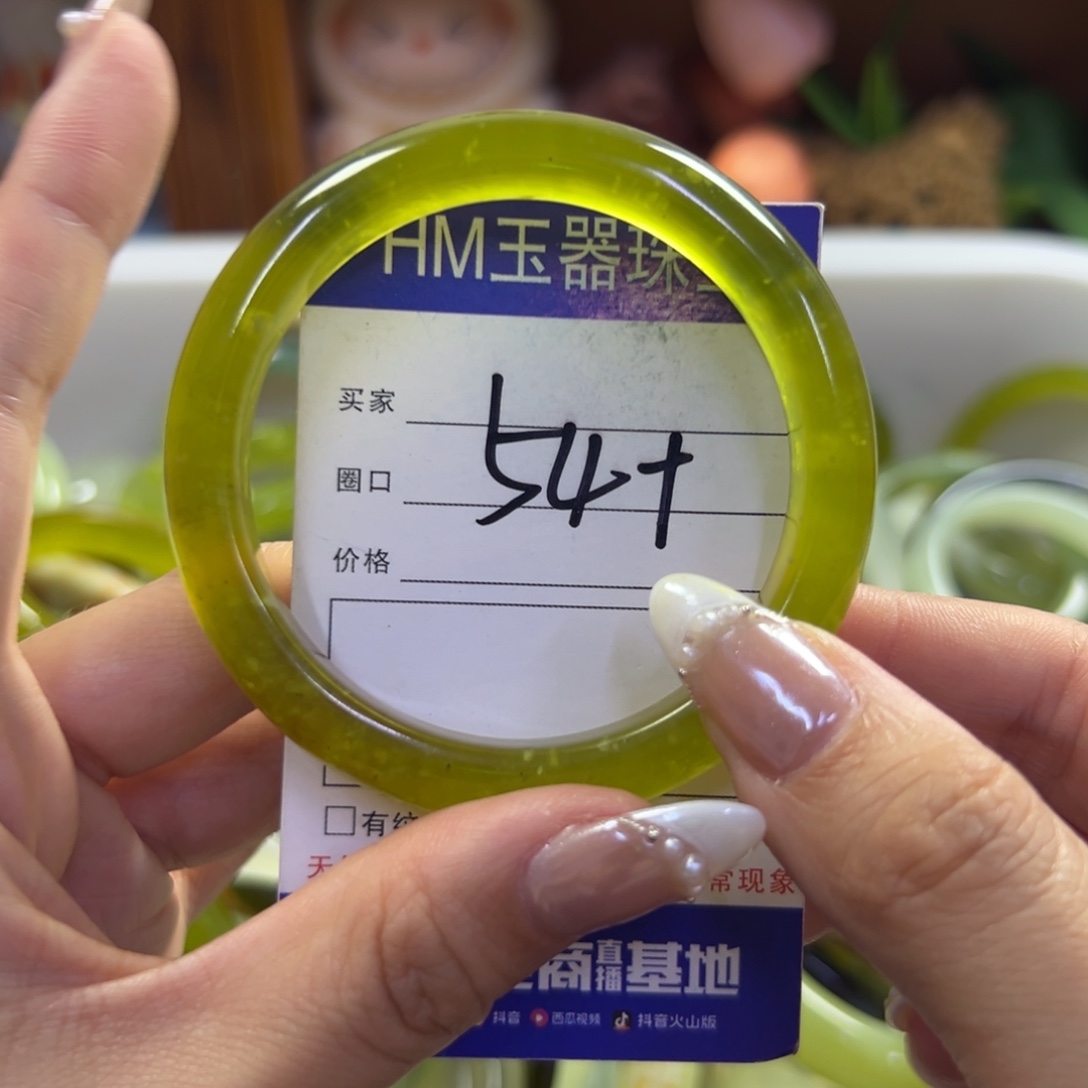 HM玉器珠
买家
54+
圈口
价格
有纹
天
常现象
商直播基地
抖音 西瓜视频 抖音火山版